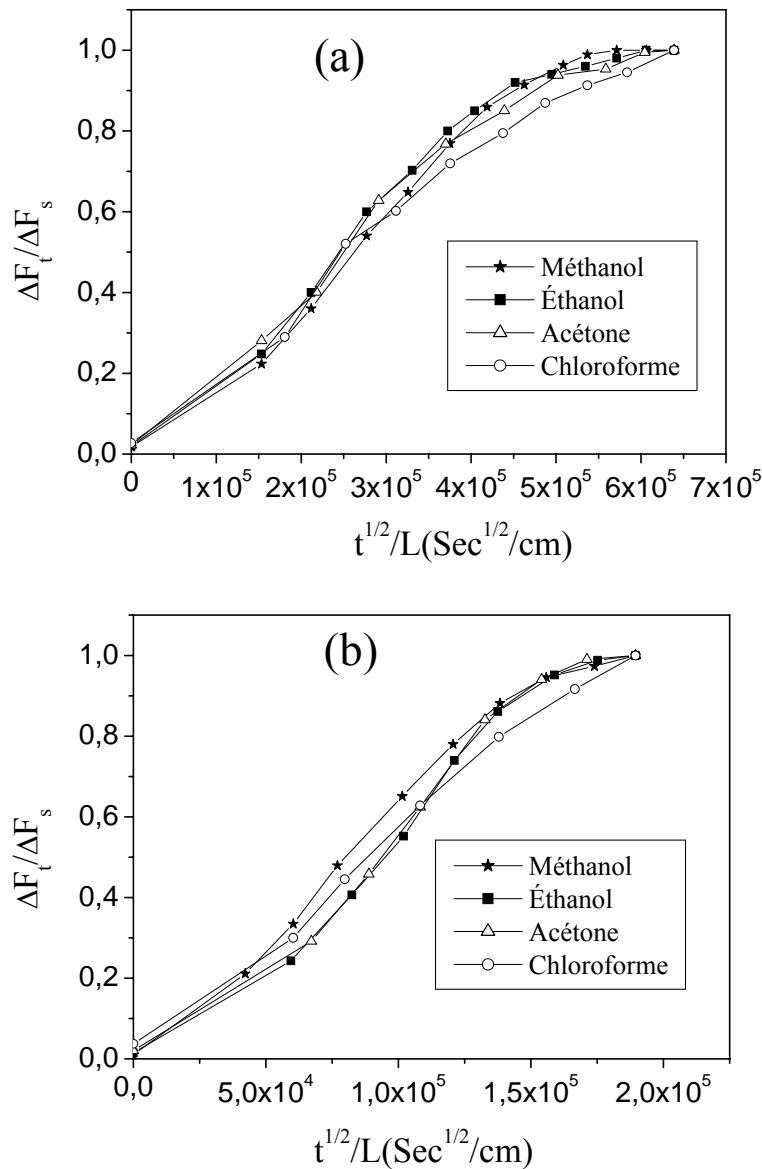 (a)
1,0
0,8
0,6
0,4
0,2
0,0
ΔF_t/ΔF_s
Méthanol
Éthanol
Acétone
Chloroforme
0 1x10^5 2x10^5 3x10^5 4x10^5 5x10^5 6x10^5 7x10^5
t^{1/2}/L(Sec^{1/2}/cm)
(b)
1,0
0,8
0,6
0,4
0,2
0,0
ΔF_t/ΔF_s
Méthanol
Éthanol
Acétone
Chloroforme
0,0 5,0x10^4 1,0x10^5 1,5x10^5 2,0x10^5
t^{1/2}/L(Sec^{1/2}/cm)